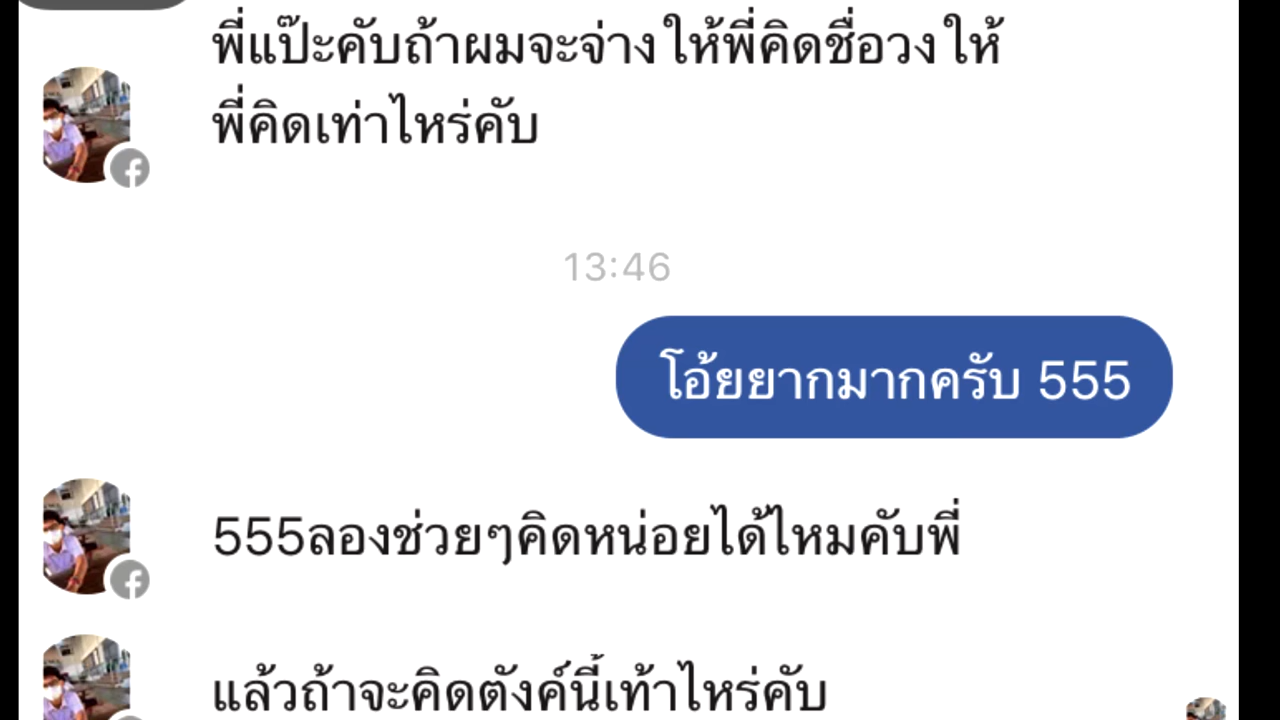 พี่แป๊ะคับถ้าผมจะจ่างให้พี่คิดชื่อวงให้
พี่คิดเท่าไหร่คับ
13:46
โอ้ยยากมากครับ 555
555ลองช่วยๆคิดหน่อยได้ไหมคับพี่
แล้วถ้าจะคิดตังค์นี้เท้าไหร่คับ